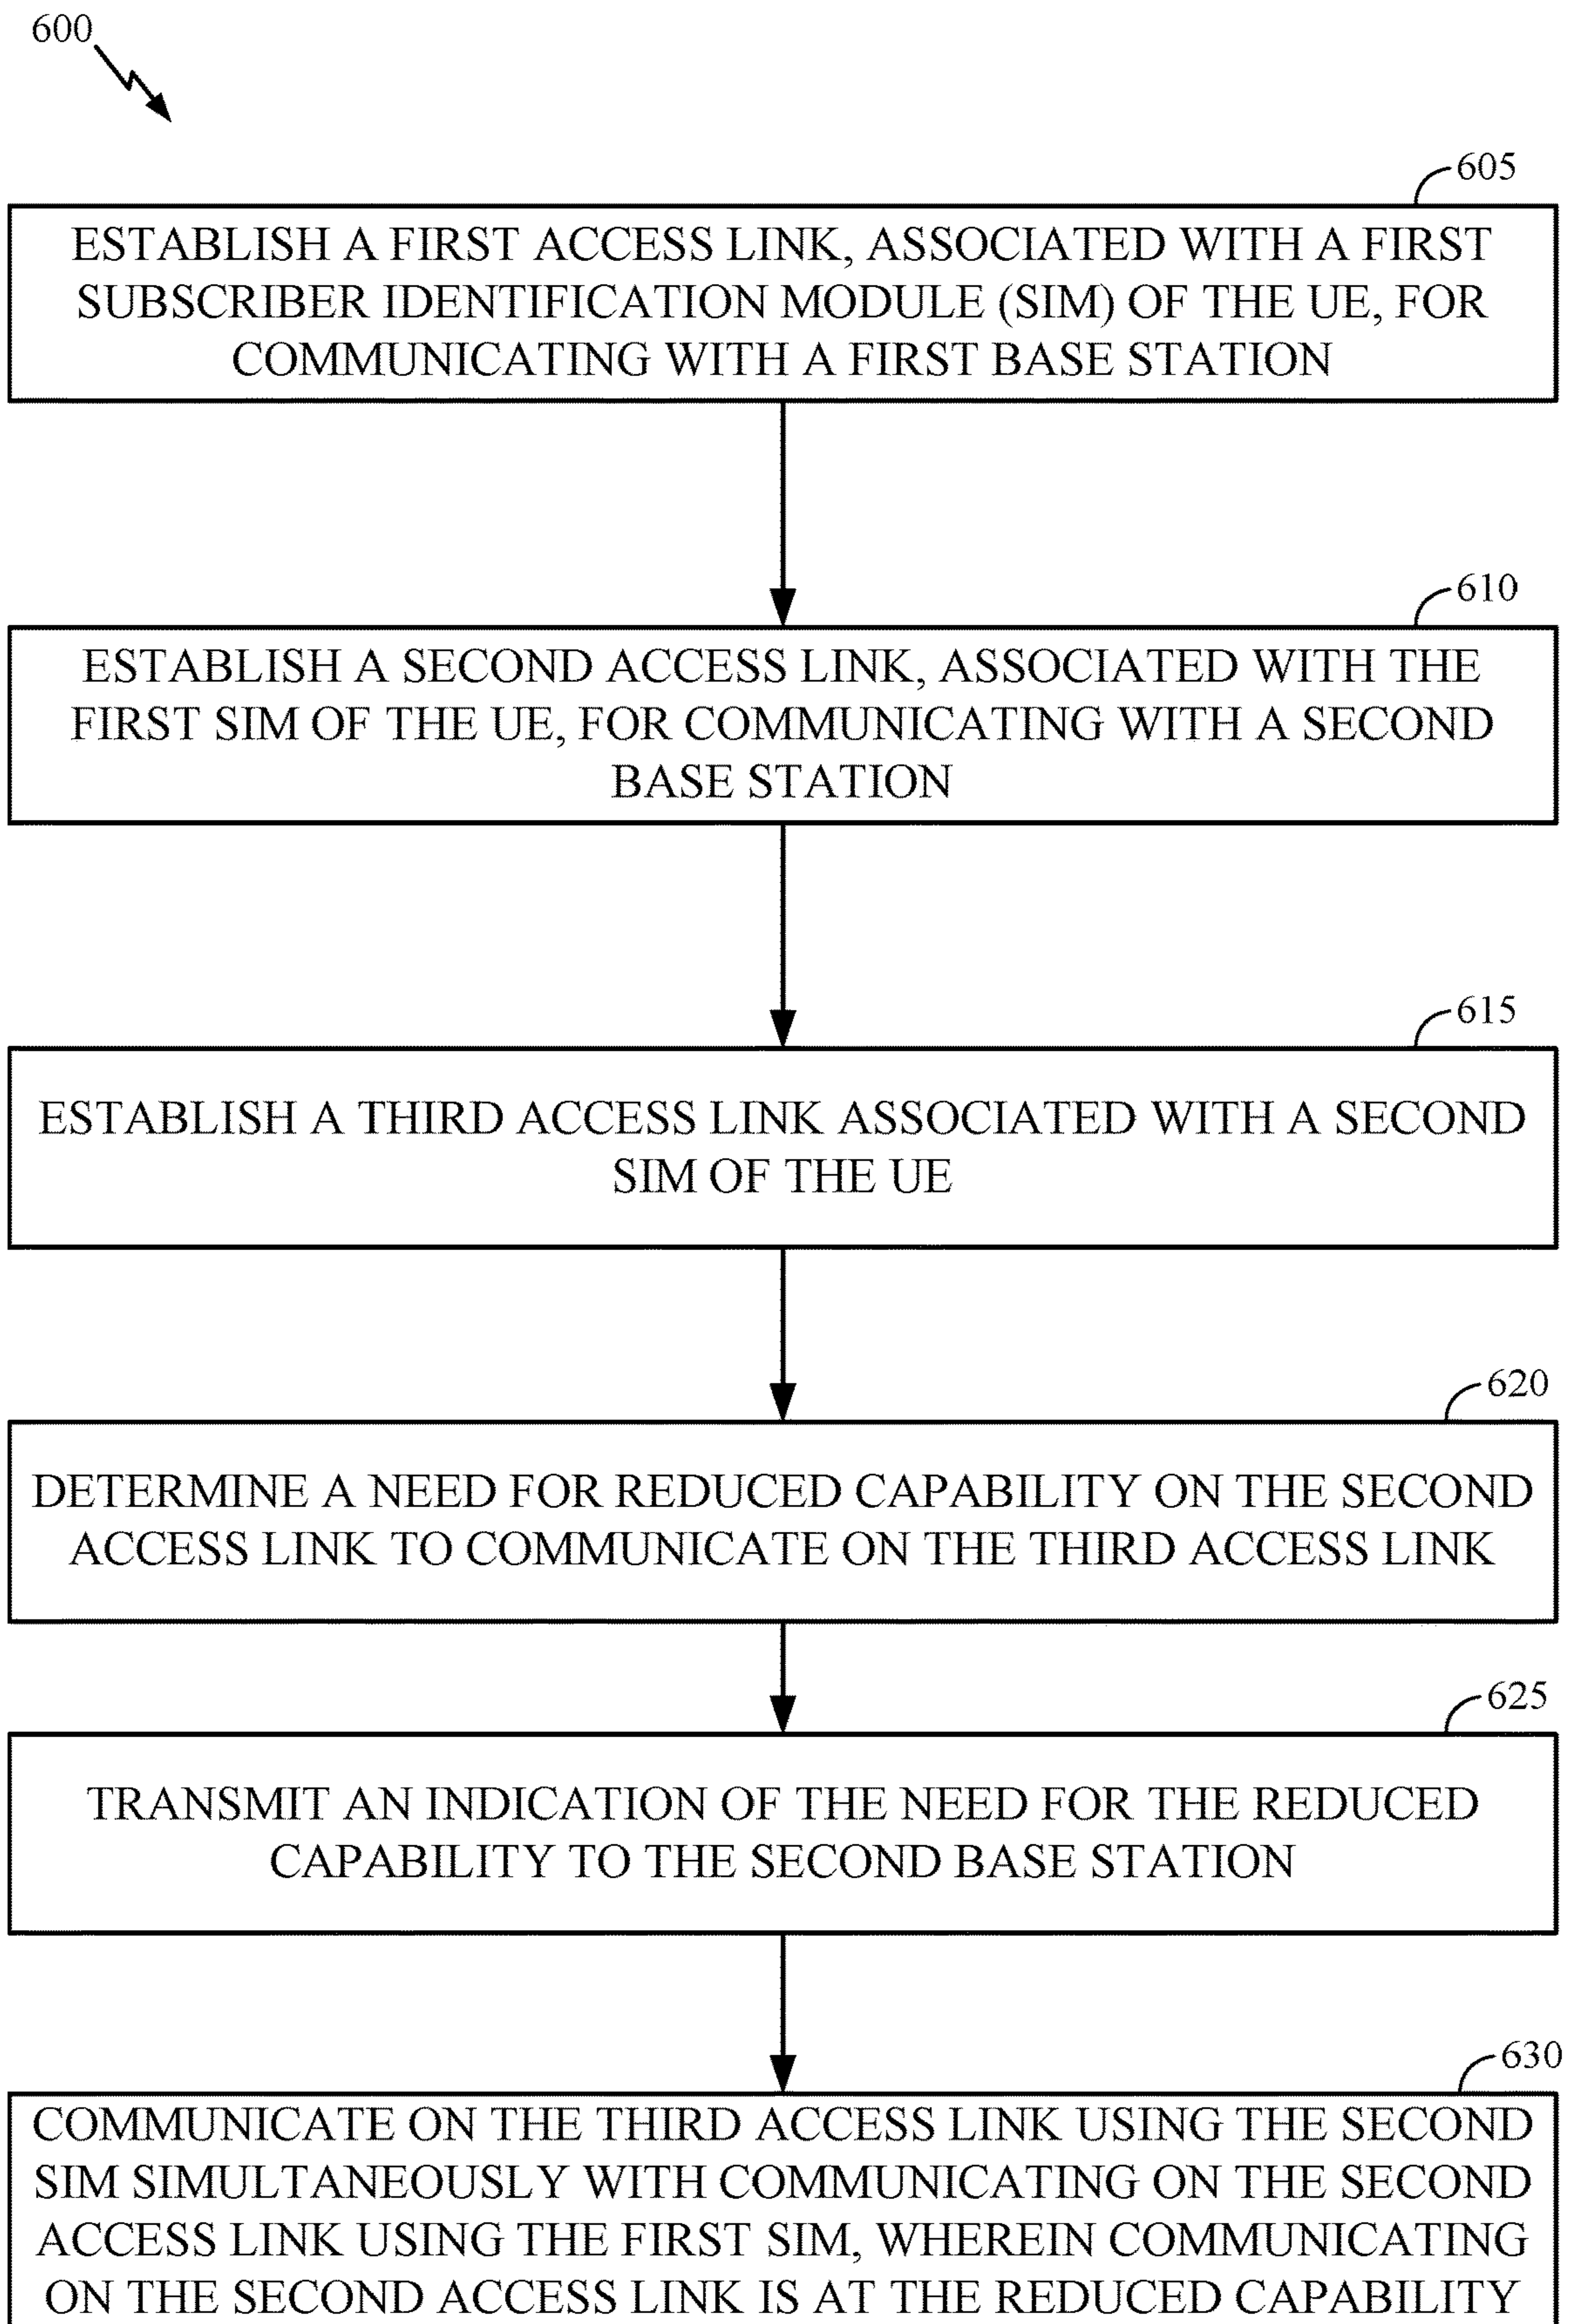 600
605
ESTABLISH A FIRST ACCESS LINK, ASSOCIATED WITH A FIRST
SUBSCRIBER IDENTIFICATION MODULE (SIM) OF THE UE, FOR
COMMUNICATING WITH A FIRST BASE STATION
610
ESTABLISH A SECOND ACCESS LINK, ASSOCIATED WITH THE
FIRST SIM OF THE UE, FOR COMMUNICATING WITH A SECOND
BASE STATION
615
ESTABLISH A THIRD ACCESS LINK ASSOCIATED WITH A SECOND
SIM OF THE UE
620
DETERMINE A NEED FOR REDUCED CAPABILITY ON THE SECOND
ACCESS LINK TO COMMUNICATE ON THE THIRD ACCESS LINK
625
TRANSMIT AN INDICATION OF THE NEED FOR THE REDUCED
CAPABILITY TO THE SECOND BASE STATION
630
COMMUNICATE ON THE THIRD ACCESS LINK USING THE SECOND
SIM SIMULTANEOUSLY WITH COMMUNICATING ON THE SECOND
ACCESS LINK USING THE FIRST SIM, WHEREIN COMMUNICATING
ON THE SECOND ACCESS LINK IS AT THE REDUCED CAPABILITY